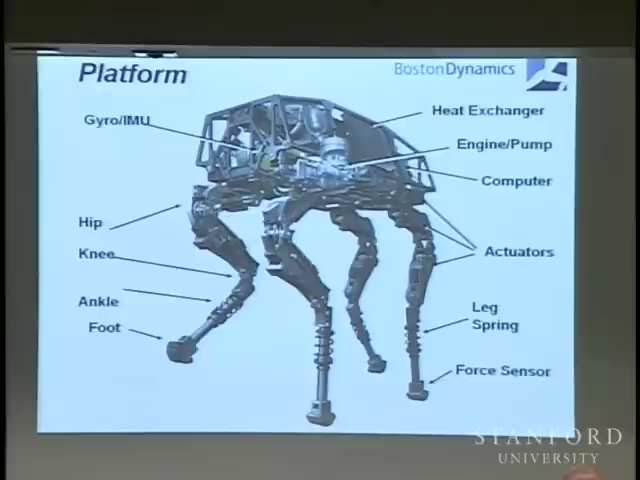 Platform
BostonDynamics
Gyro/IMU
Heat Exchanger
Engine/Pump
Computer
Hip
Knee
Actuators
Ankle
Leg
Spring
Foot
Force Sensor
STANFORD
UNIVERSITY